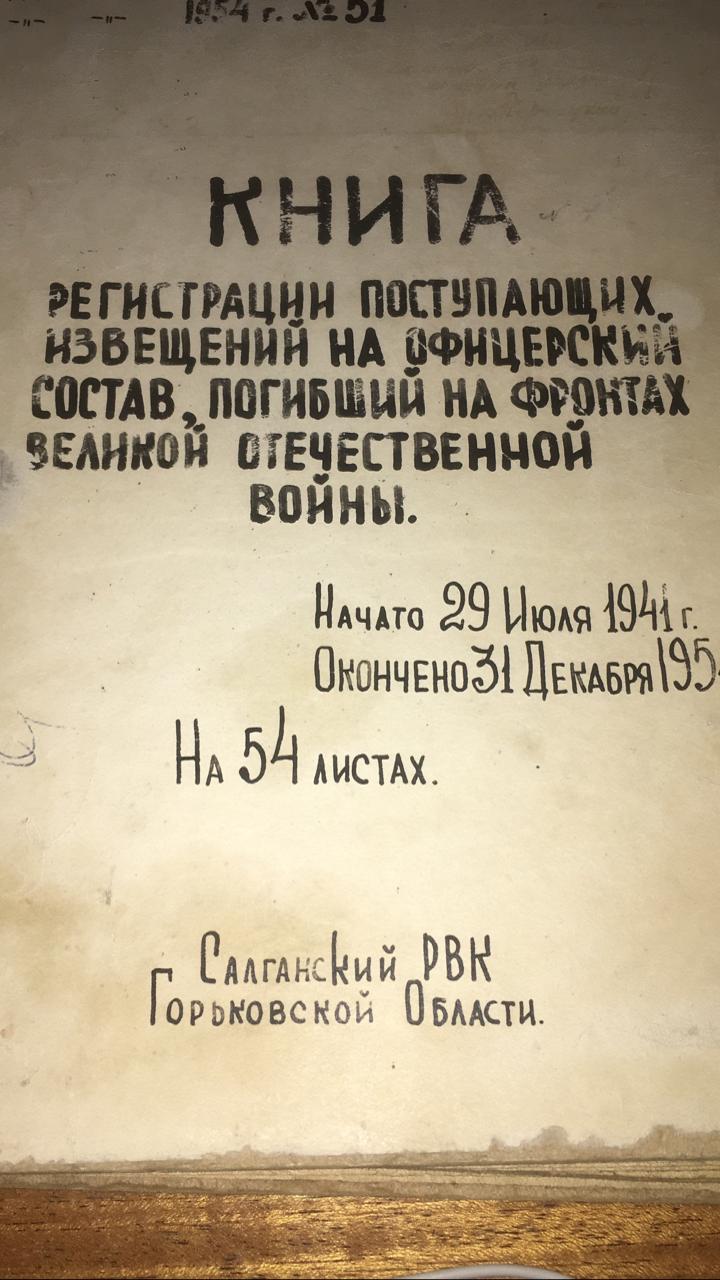 -"- -"- 1954 г. № 51
КНИГА
РЕГИСТРАЦИИ ПОСТУПАЮЩИХ
ИЗВЕЩЕНИЙ НА ОФИЦЕРСКИЙ
СОСТАВ, ПОГИБШИЙ НА ФРОНТАХ
ВЕЛИКОЙ ОТЕЧЕСТВЕННОЙ
ВОЙНЫ.
Начато 29 Июля 1941 г.
Окончено 31 Декабря
На 54 листах.
Салганский РВК
Горьковской Области.